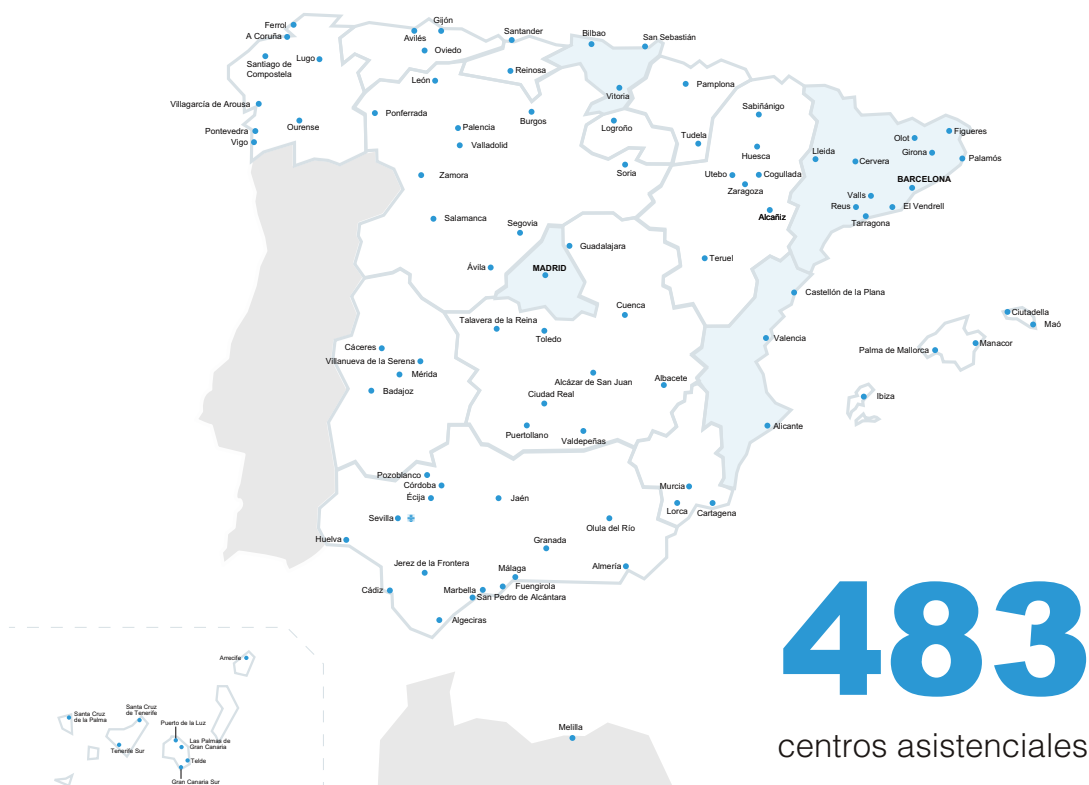 Ferrol
A Coruña
Santiago de
Compostela
Lugo
Villagarcía de Arousa
Pontevedra
Vigo
Ourense
Gijón
Avilés
Oviedo
Santander
Reinosa
Bilbao
San Sebastián
Vitoria
Pamplona
Tudela
Logroño
León
Ponferrada
Palencia
Burgos
Valladolid
Soria
Zamora
Salamanca
Segovia
Ávila
Sabiñánigo
Huesca
Utebo
Cogullada
Zaragoza
Alcañiz
Teruel
Lleida
Olot
Figueres
Girona
Cervera
Palamós
BARCELONA
Valls
Reus
El Vendrell
Tarragona
MADRID
Guadalajara
Cuenca
Talavera de la Reina
Toledo
Alcázar de San Juan
Albacete
Ciudad Real
Puertollano
Valdepeñas
Cáceres
Villanueva de la Serena
Mérida
Badajoz
Castellón de la Plana
Valencia
Alicante
Ciutadella
Maó
Palma de Mallorca
Manacor
Ibiza
Murcia
Lorca
Cartagena
Pozoblanco
Córdoba
Écija
Jaén
Sevilla
Huelva
Olula del Río
Granada
Almería
Jerez de la Frontera
Málaga
Fuengirola
Marbella
San Pedro de Alcántara
Cádiz
Algeciras
Melilla
Arrecife
Santa Cruz
de la Palma
Santa Cruz
de Tenerife
Tenerife Sur
Puerto de la Luz
Las Palmas de
Gran Canaria
Telde
Gran Canaria Sur
483
centros asistenciales